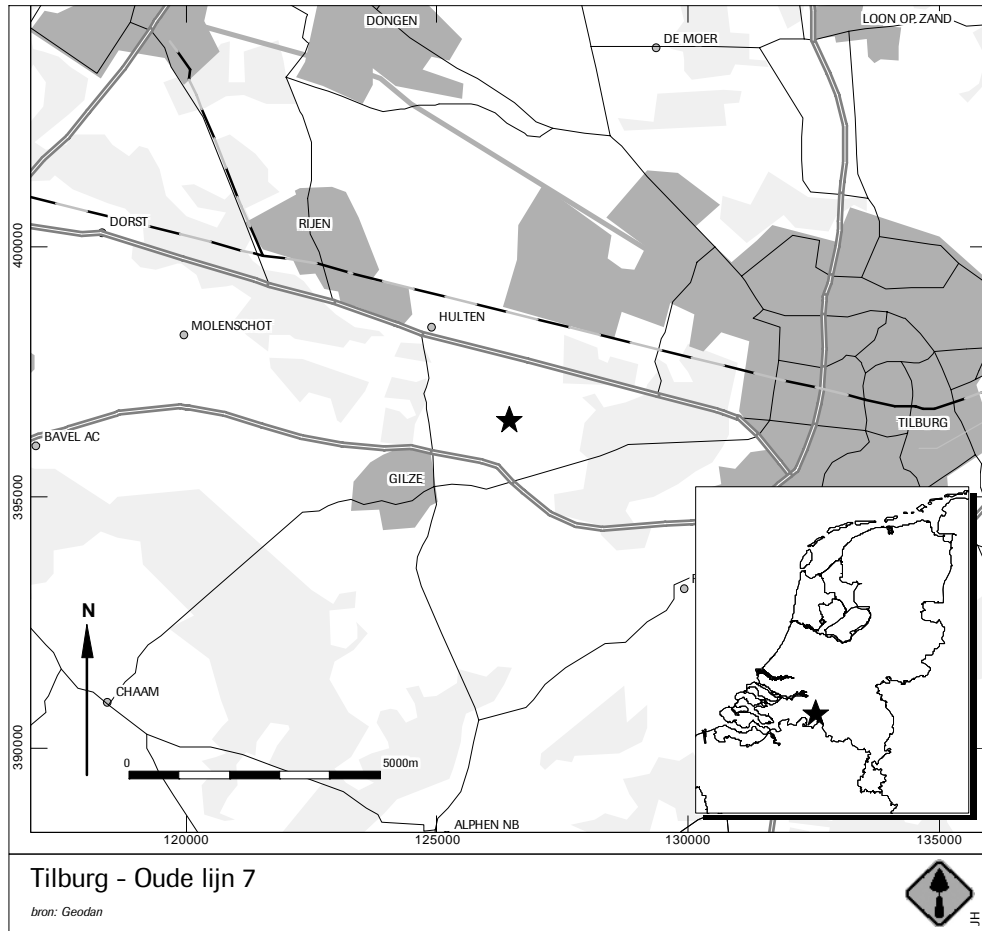 DONGEN
LOON OP ZAND
DE MOER
DORST
RIJEN
400000
HULTEN
MOLENSCHOT
TILBURG
BAVEL AC
GILZE
395000
N
CHAAM
0 5000m
390000
ALPHEN NB
120000 125000 130000 135000
Tilburg - Oude lijn 7
bron: Geodan
JH